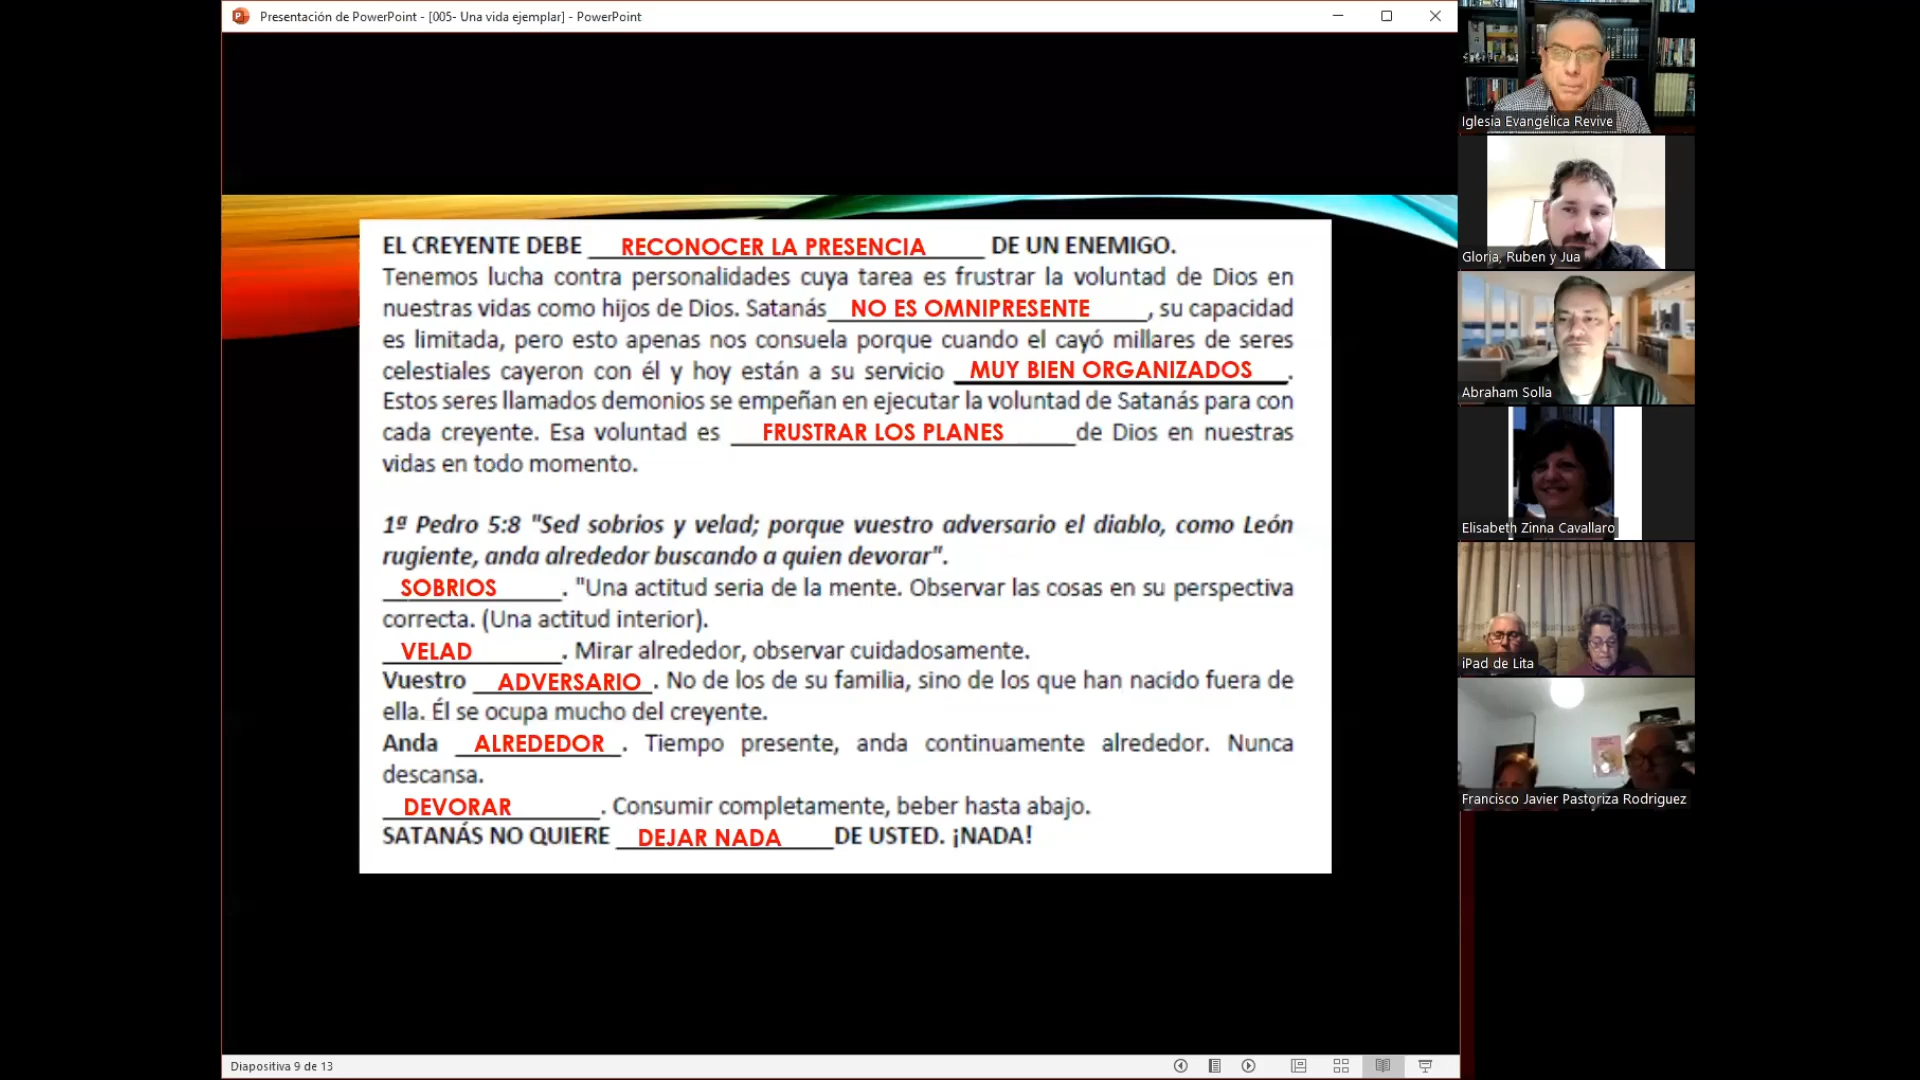 Presentación de PowerPoint - [005- Una vida ejemplar] - PowerPoint
EL CREYENTE DEBE RECONOCER LA PRESENCIA DE UN ENEMIGO.
Tenemos lucha contra personalidades cuya tarea es frustrar la voluntad de Dios en
nuestras vidas como hijos de Dios. Satanás NO ES OMNIPRESENTE, su capacidad
es limitada, pero esto apenas nos consuela porque cuando el cayó millares de seres
celestiales cayeron con él y hoy están a su servicio MUY BIEN ORGANIZADOS.
Estos seres llamados demonios se empeñan en ejecutar la voluntad de Satanás para con
cada creyente. Esa voluntad es FRUSTRAR LOS PLANES de Dios en nuestras
vidas en todo momento.
1ª Pedro 5:8 "Sed sobrios y velad; porque vuestro adversario el diablo, como León
rugiente, anda alrededor buscando a quien devorar".
SOBRIOS. "Una actitud seria de la mente. Observar las cosas en su perspectiva
correcta. (Una actitud interior).
VELAD. Mirar alrededor, observar cuidadosamente.
Vuestro ADVERSARIO. No de los de su familia, sino de los que han nacido fuera de
ella. Él se ocupa mucho del creyente.
Anda ALREDEDOR. Tiempo presente, anda continuamente alrededor. Nunca
descansa.
DEVORAR. Consumir completamente, beber hasta abajo.
SATANÁS NO QUIERE DEJAR NADA DE USTED. ¡NADA!
Diapositiva 9 de 13
Iglesia Evangélica Revive
Gloria, Ruben y Jua
Abraham Solla
Elisabeth Zinna Cavallaro
iPad de Lita
Francisco Javier Pastoriza Rodriguez